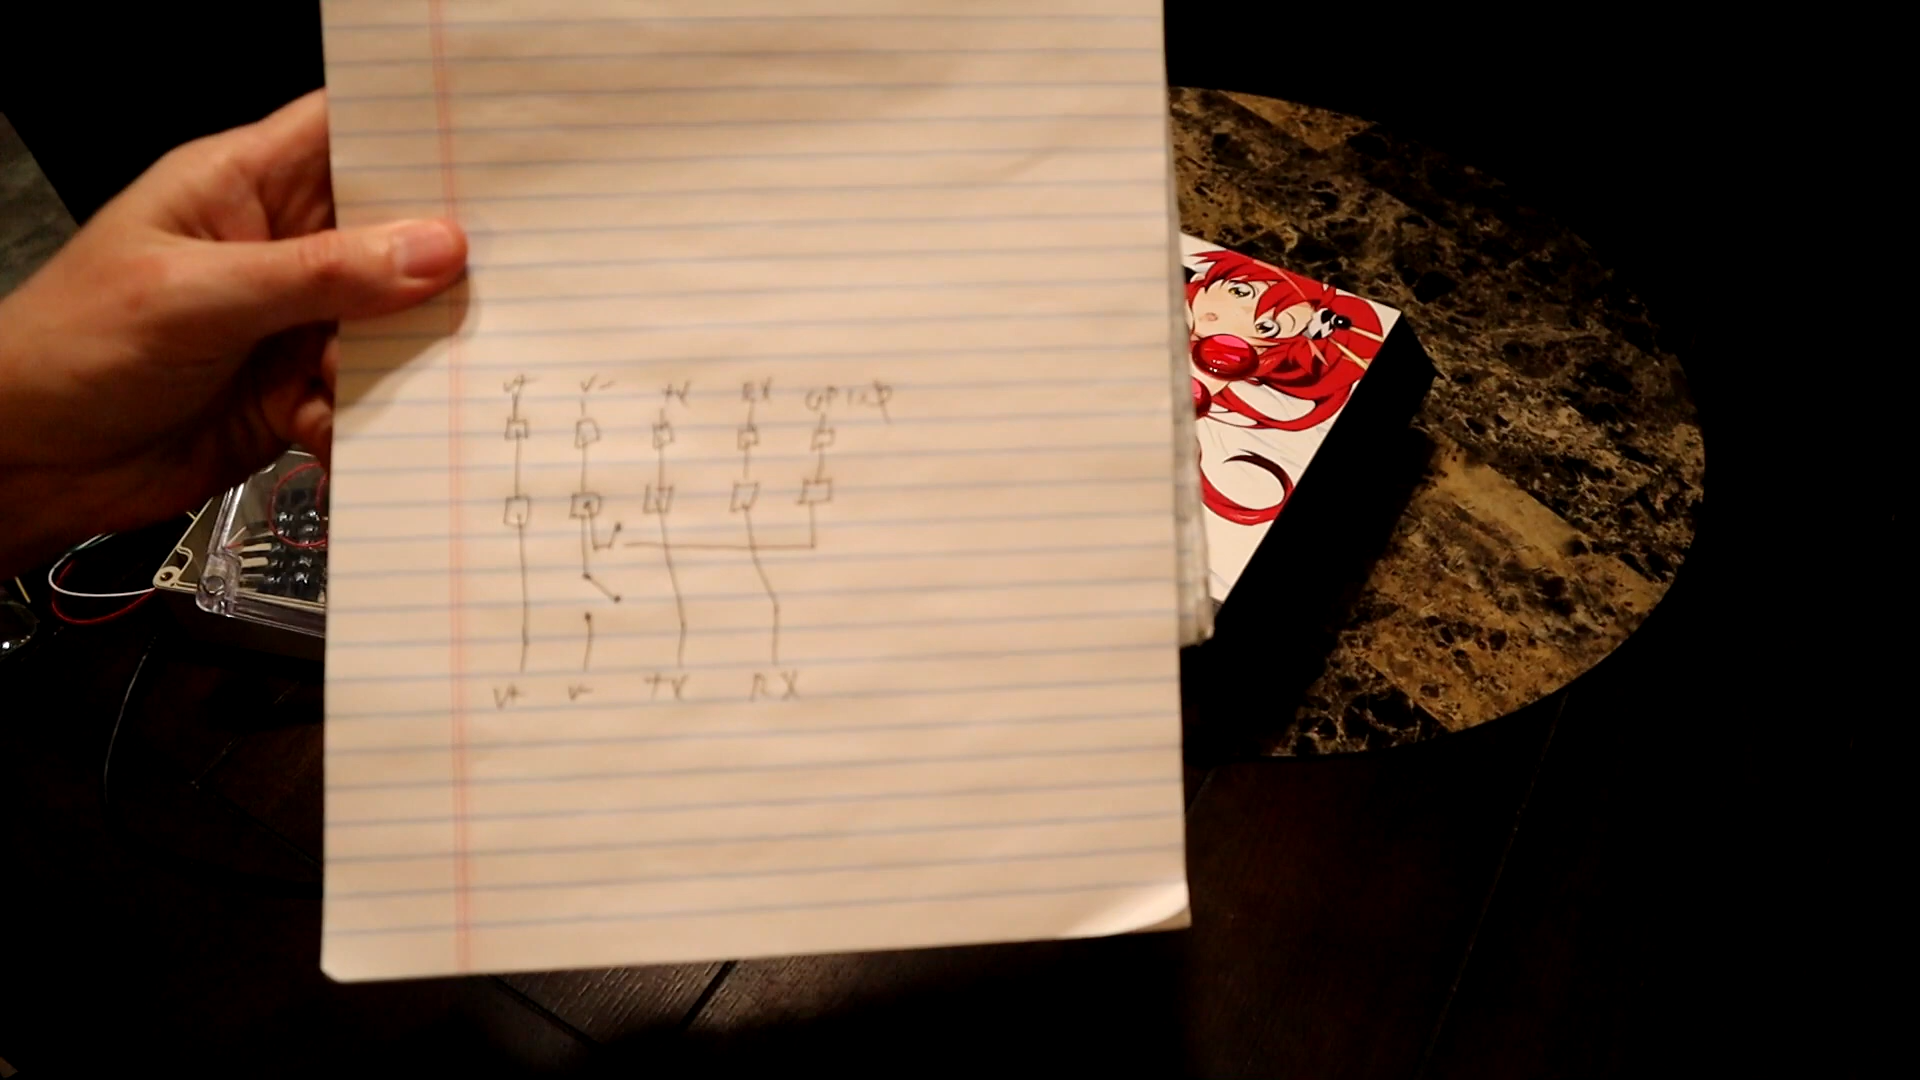 V+ V- TX RX GPIO
V+ V- TX RX